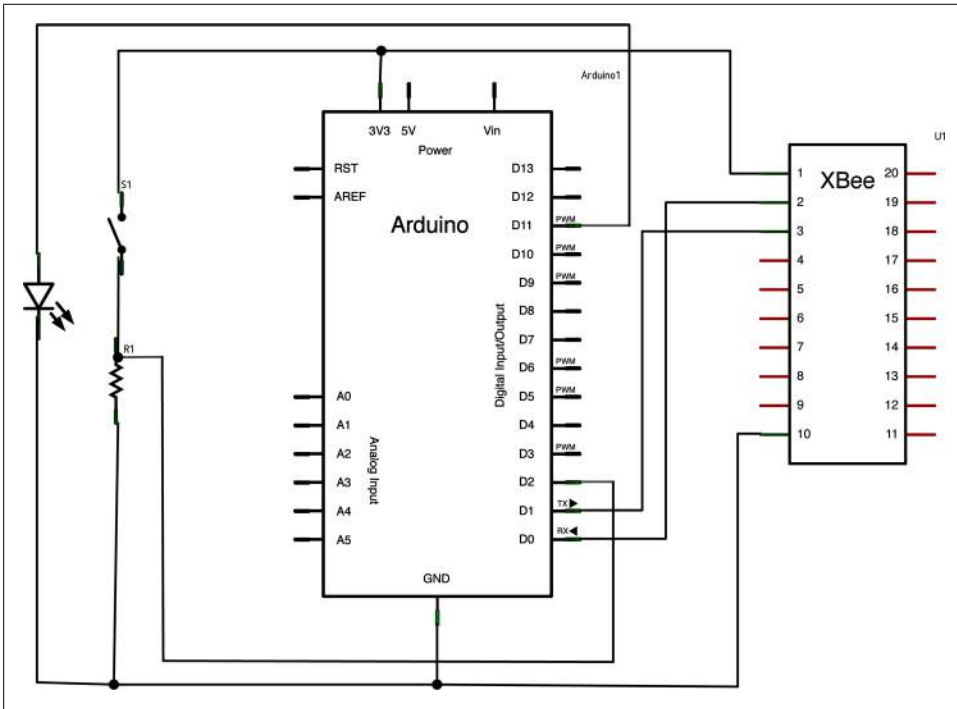 Arduino1
3V3 5V Vin
Power
U1
RST
AREF
Arduino
D13
D12
D11 PWM
D10 PWM
D9 PWM
D8
D7
D6 PWM
D5 PWM
D4
D3 PWM
D2
D1 TX
D0 RX
Digital Input/Output
A0
A1
A2
A3
A4
A5
Analog Input
GND
S1
R1
XBee
1 20
2 19
3 18
4 17
5 16
6 15
7 14
8 13
9 12
10 11